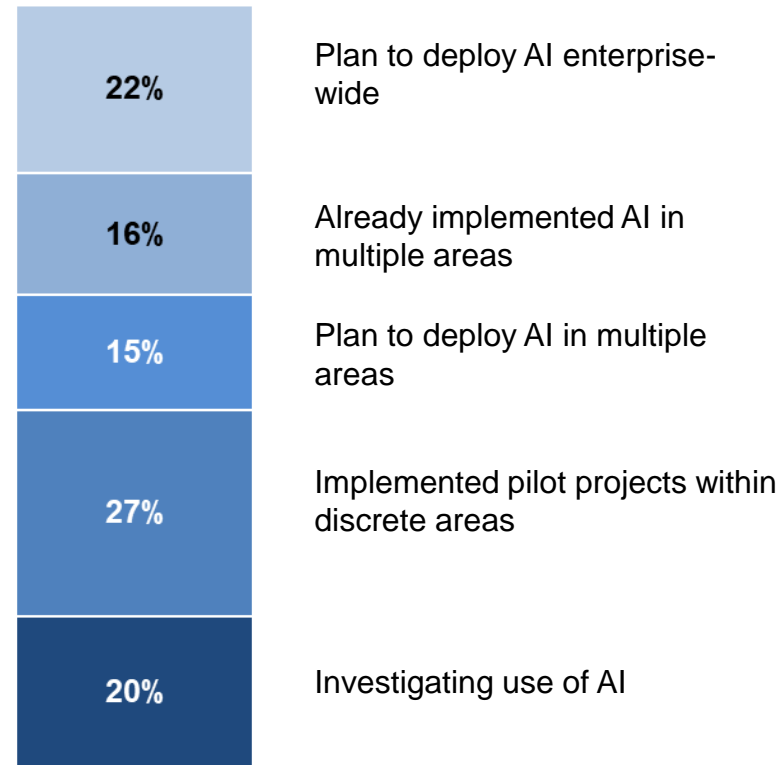 22%
Plan to deploy AI enterprise-
wide
16%
Already implemented AI in
multiple areas
15%
Plan to deploy AI in multiple
areas
27%
Implemented pilot projects within
discrete areas
20%
Investigating use of AI